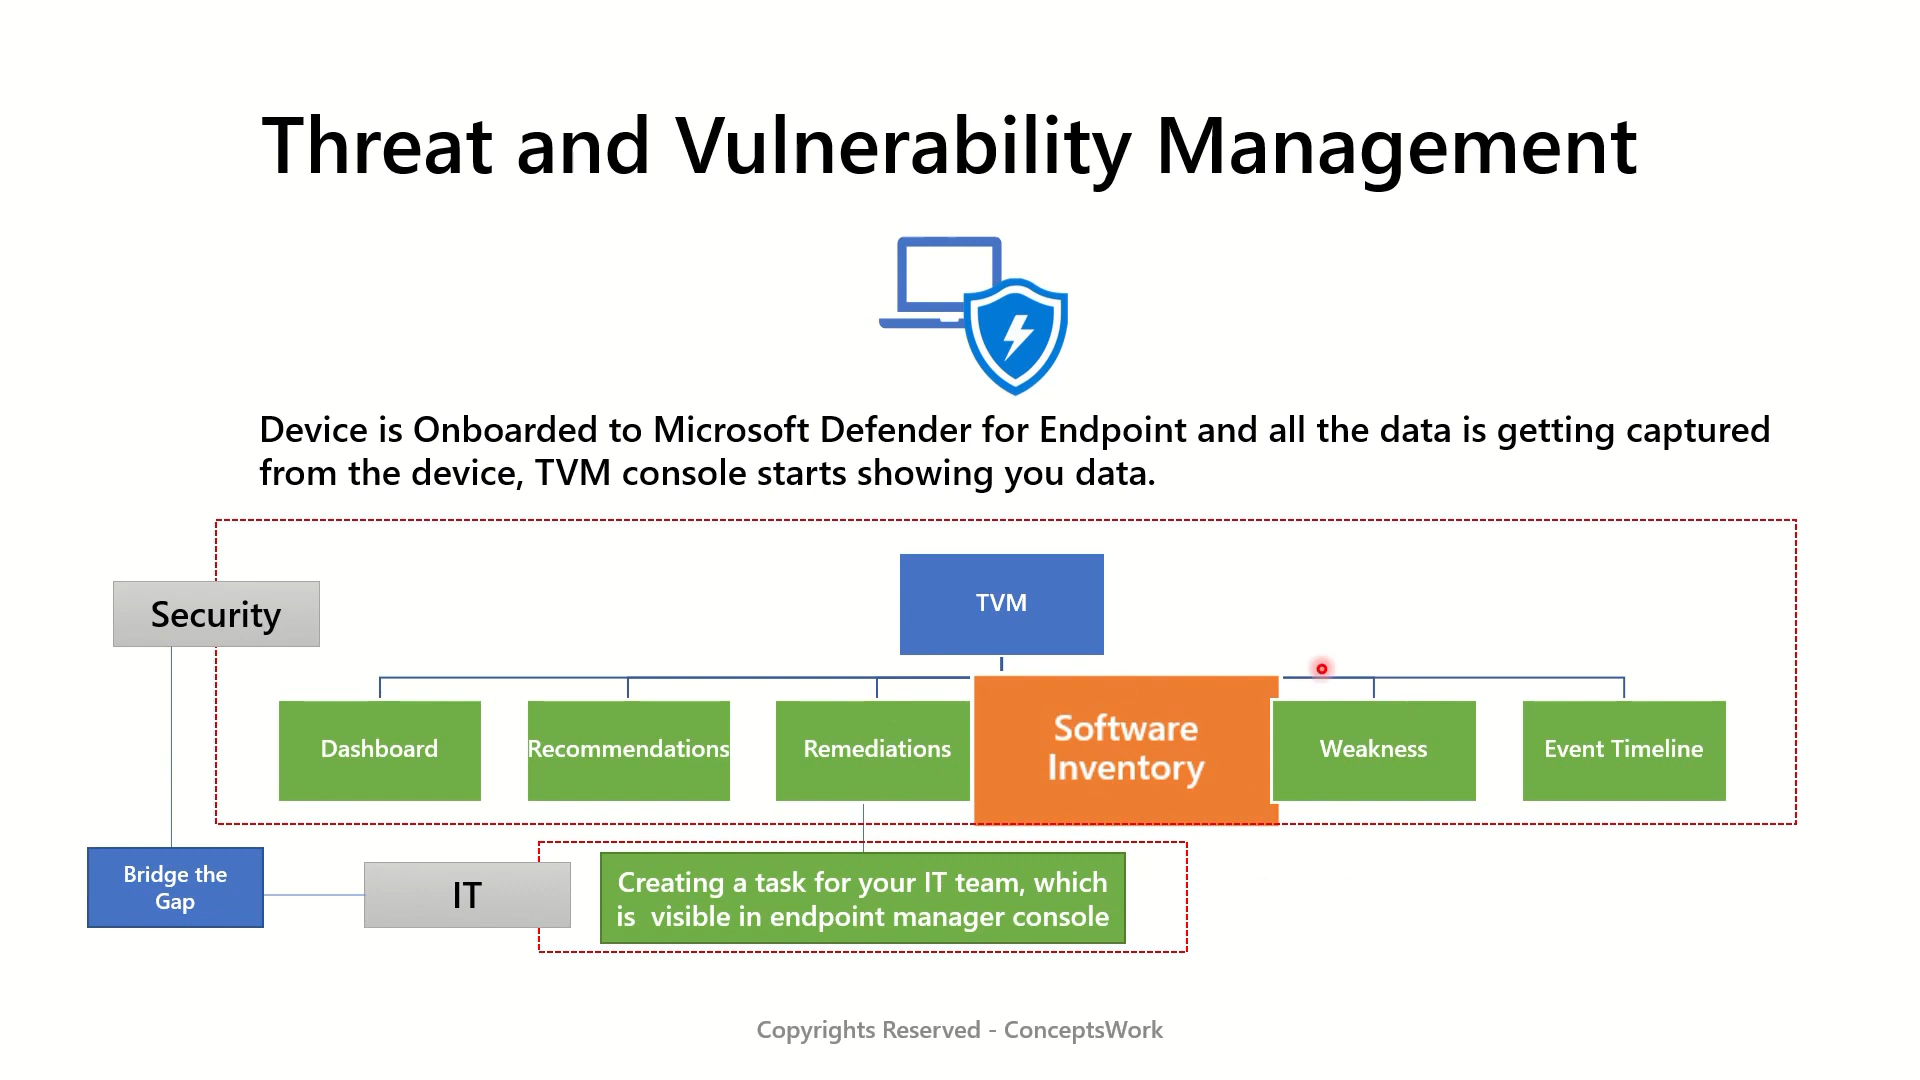 Threat and Vulnerability Management
Device is Onboarded to Microsoft Defender for Endpoint and all the data is getting captured
from the device, TVM console starts showing you data.
Security
TVM
Dashboard
Recommendations
Remediations
Software
Inventory
Weakness
Event Timeline
Bridge the
Gap
IT
Creating a task for your IT team, which
is  visible in endpoint manager console
Copyrights Reserved - ConceptsWork